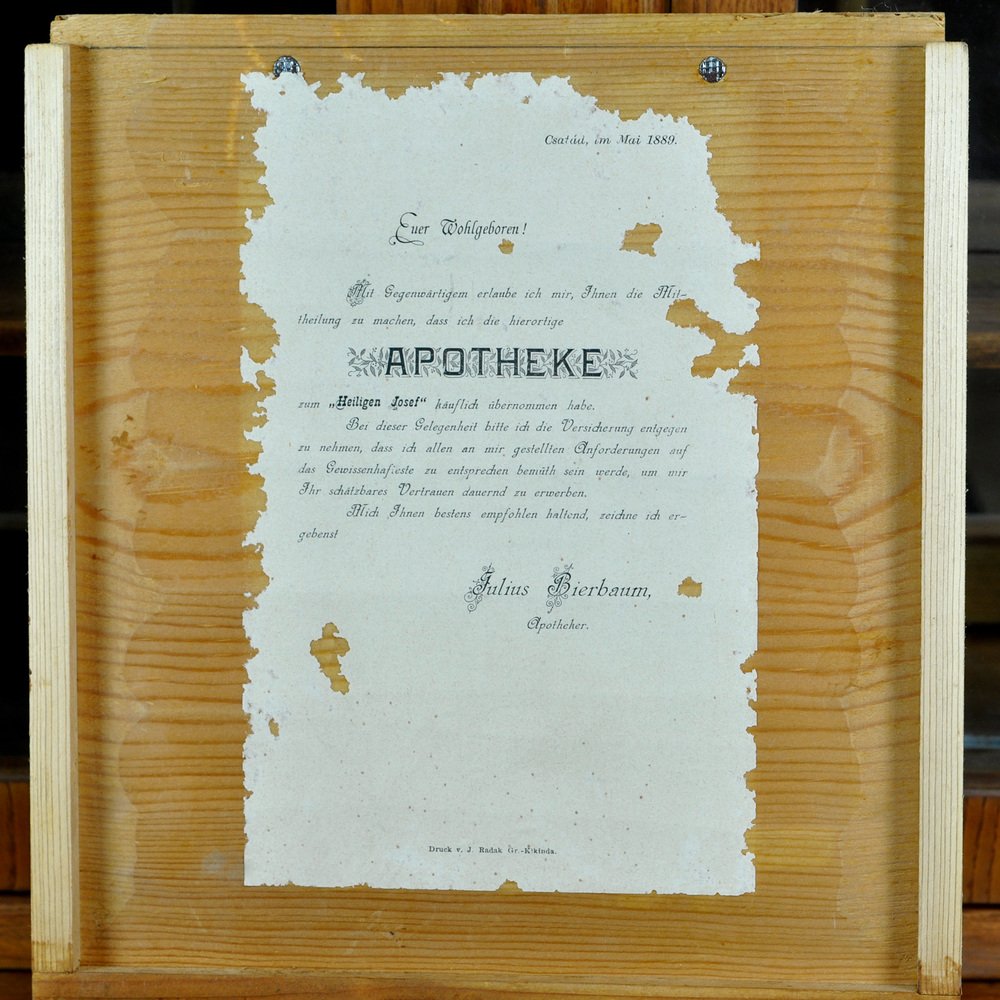 Csatád, im Mai 1889.
Euer Wohlgeboren!
Mit Gegenwärtigem erlaube ich mir, Ihnen die Mit-
theilung zu machen, dass ich die hierortige
APOTHEKE
zum „Heiligen Josef“ käuflich übernommen habe.
Bei dieser Gelegenheit bitte ich die Versicherung entgegen
zu nehmen, dass ich allen an mir gestellten Anforderungen auf
das Gewissenhafteste zu entsprechen bemüth sein werde, um mir
Ihr schätzbares Vertrauen dauernd zu erwerben.
Mich Ihnen bestens empfohlen haltend, zeichne ich er-
gebenst
Julius Bierbaum,
Apotheker.
Druck v. J. Radak Gr.-Kikinda.